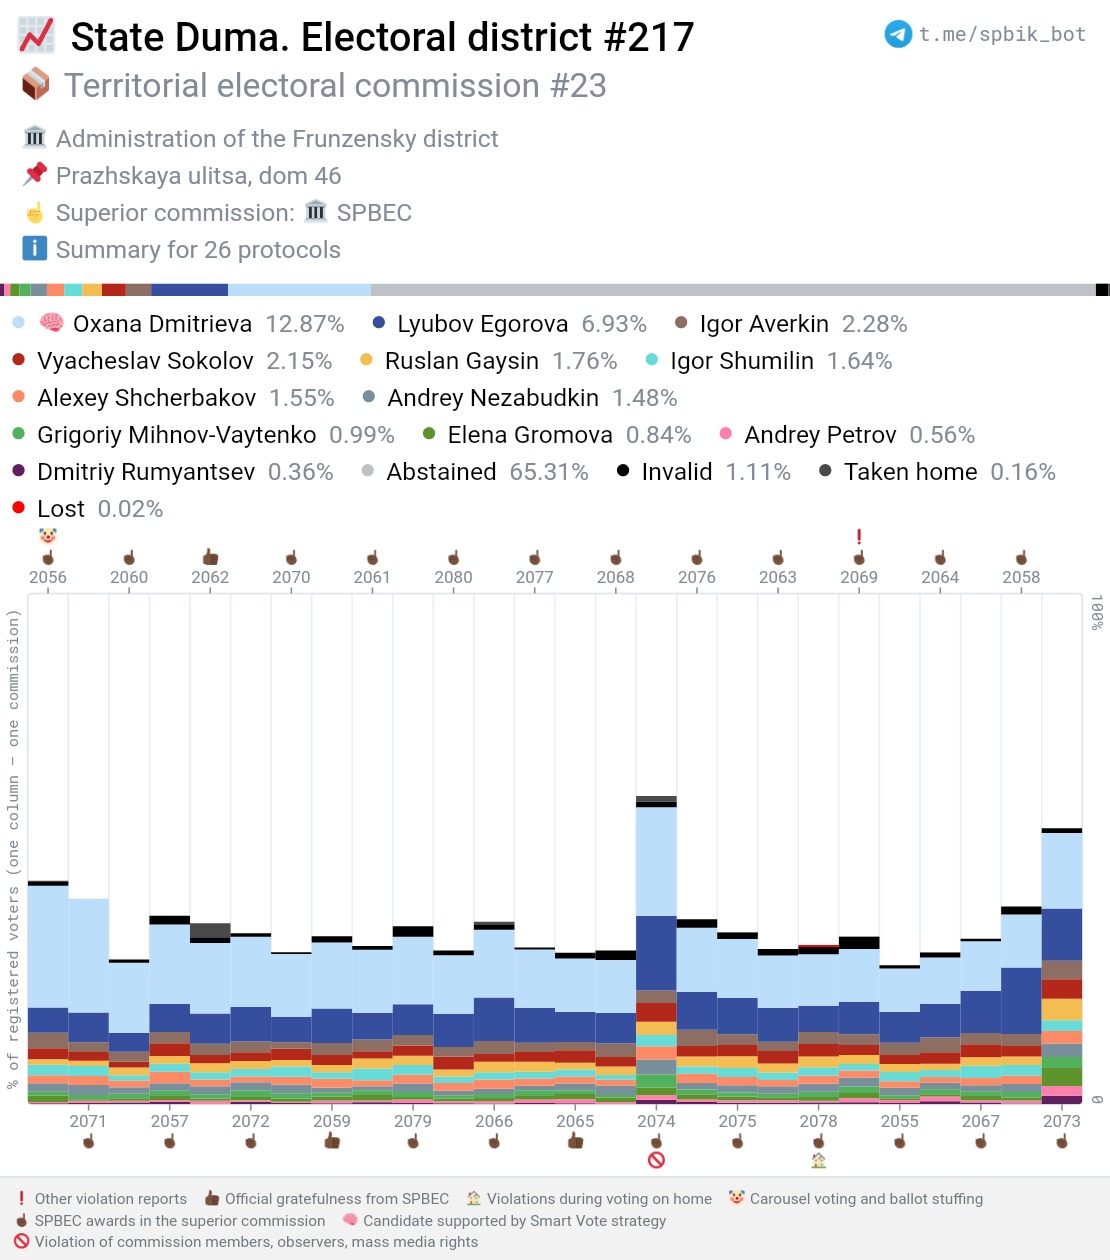 State Duma. Electoral district #217
t.me/spbik_bot
Territorial electoral commission #23
Administration of the Frunzensky district
Prazhskaya ulitsa, dom 46
Superior commission: SPBEC
Summary for 26 protocols
Oxana Dmitrieva 12.87% Lyubov Egorova 6.93% Igor Averkin 2.28%
Vyacheslav Sokolov 2.15% Ruslan Gaysin 1.76% Igor Shumilin 1.64%
Alexey Shcherbakov 1.55% Andrey Nezabudkin 1.48%
Grigoriy Mihnov-Vaytenko 0.99% Elena Gromova 0.84% Andrey Petrov 0.56%
Dmitriy Rumyantsev 0.36% Abstained 65.31% Invalid 1.11% Taken home 0.16%
Lost 0.02%
2056 2060 2062 2070 2061 2080 2077 2068 2076 2063 2069 2064 2058
% of registered voters (one column – one commission)
100%
0
2071 2057 2072 2059 2079 2066 2065 2074 2075 2078 2055 2067 2073
Other violation reports Official gratefulness from SPBEC Violations during voting on home Carousel voting and ballot stuffing
SPBEC awards in the superior commission Candidate supported by Smart Vote strategy
Violation of commission members, observers, mass media rights